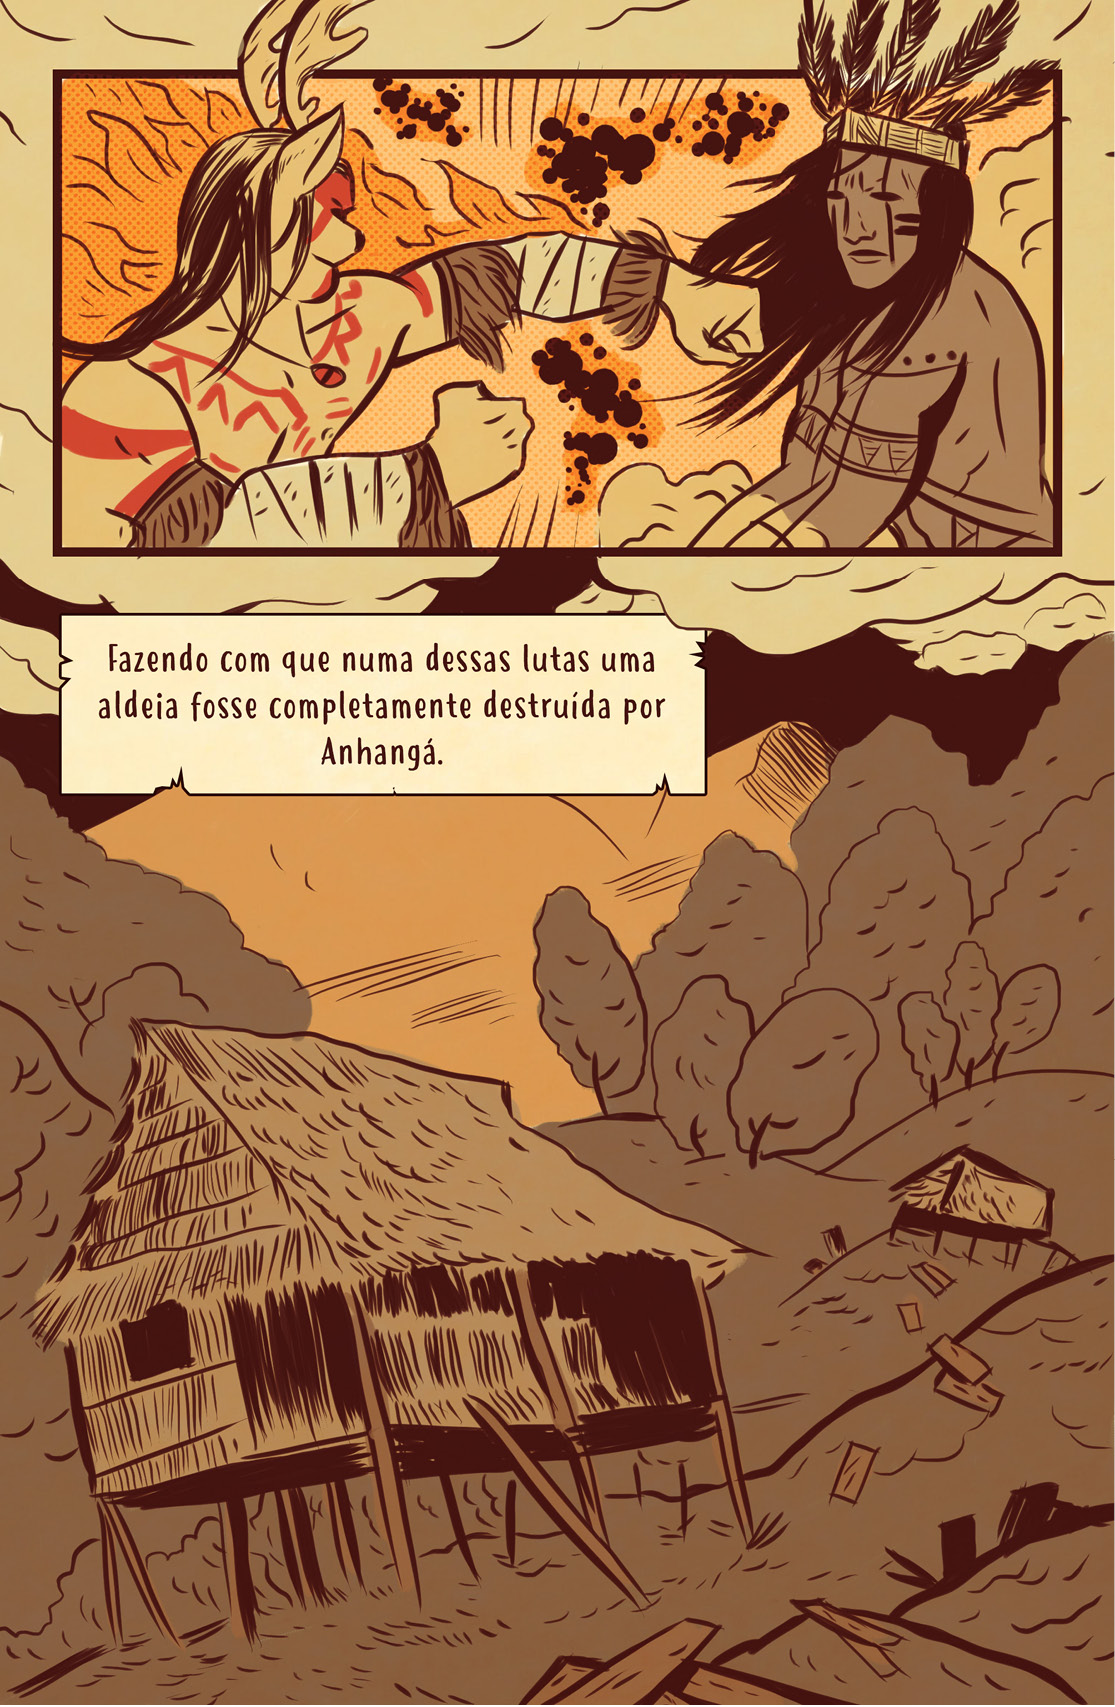 Fazendo com que numa dessas lutas uma
aldeia fosse completamente destruída por
Anhangá.